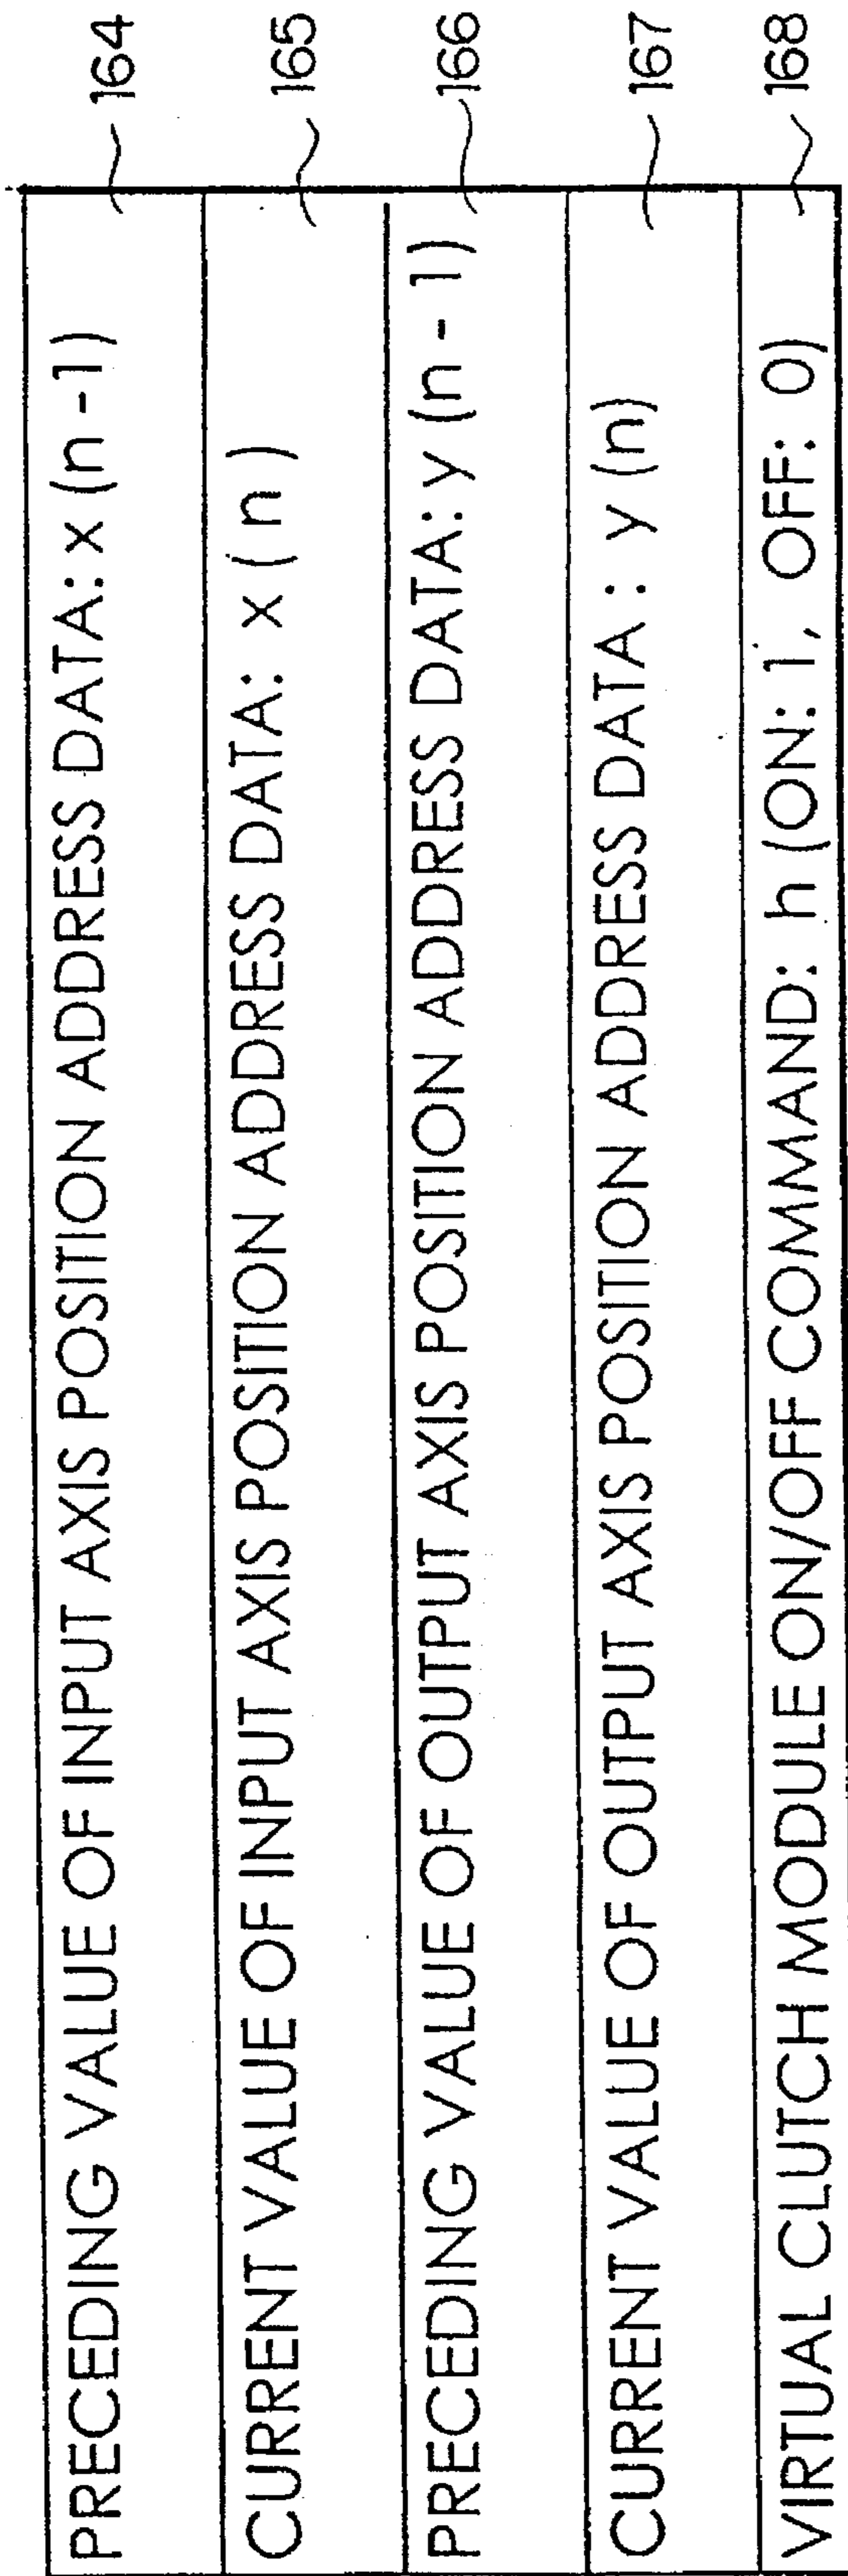 PRECEDING VALUE OF INPUT AXIS POSITION ADDRESS DATA: x (n - 1) 164
CURRENT VALUE OF INPUT AXIS POSITION ADDRESS DATA: x ( n ) 165
PRECEDING VALUE OF OUTPUT AXIS POSITION ADDRESS DATA: y (n - 1) 166
CURRENT VALUE OF OUTPUT AXIS POSITION ADDRESS DATA : y (n) 167
VIRTUAL CLUTCH MODULE ON/OFF COMMAND: h (ON: 1, OFF: 0) 168